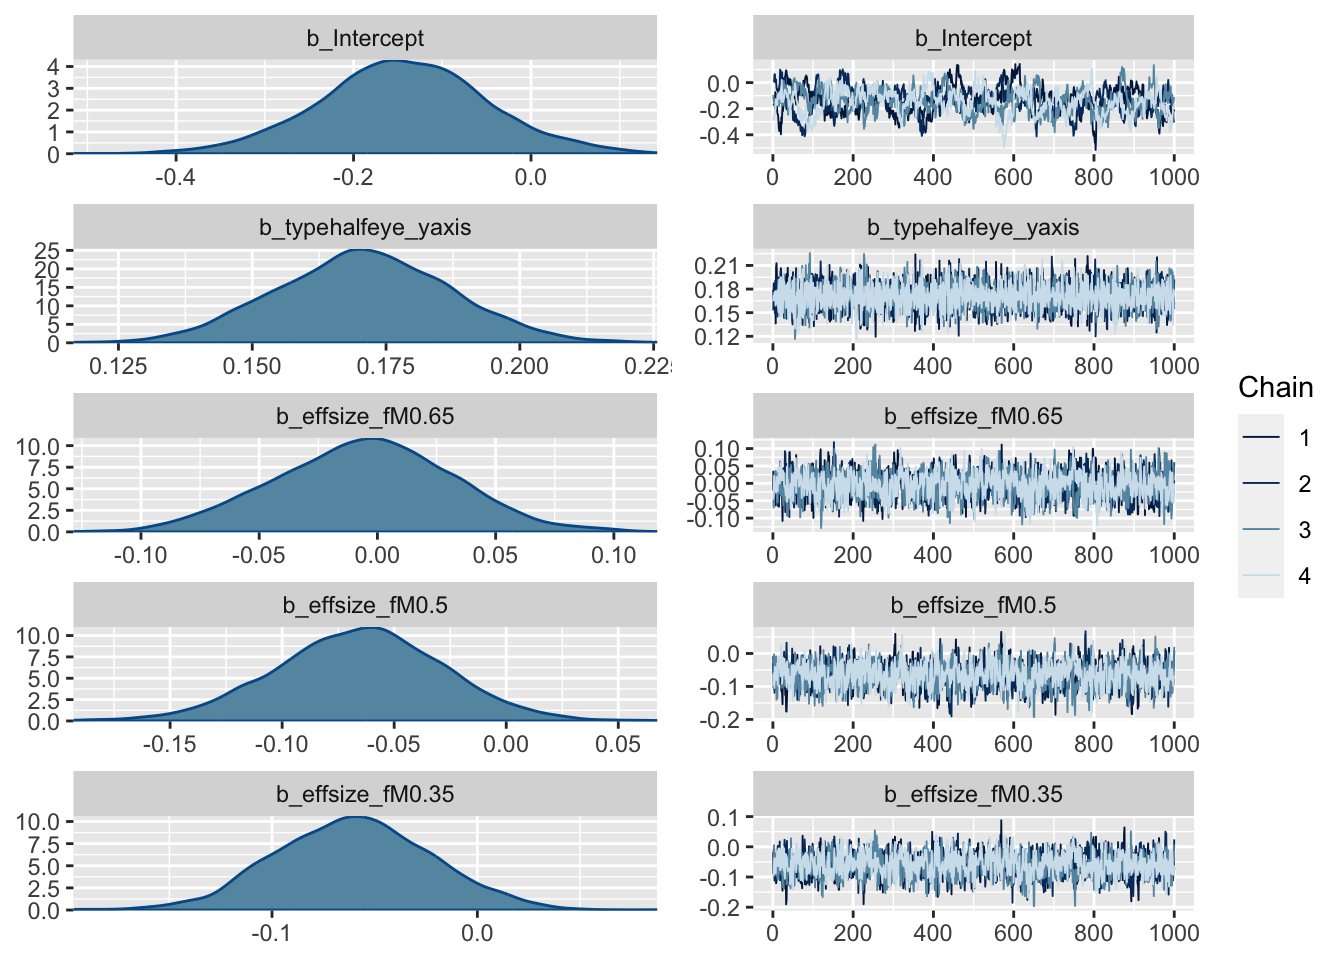 b_Intercept
4
3
2
1
0
-0.4 -0.2 0.0
b_Intercept
0.0
-0.2
-0.4
0 200 400 600 800 1000
b_typehalfeye_yaxis
25
20
15
10
5
0
0.125 0.150 0.175 0.200
b_typehalfeye_yaxis
0.21
0.18
0.15
0.12
0 200 400 600 800 1000
b_effsize_fM0.65
10.0
7.5
5.0
2.5
0.0
-0.10 -0.05 0.00 0.05 0.10
b_effsize_fM0.65
0.10
0.05
0.00
-0.05
-0.10
0 200 400 600 800 1000
b_effsize_fM0.5
10.0
7.5
5.0
2.5
0.0
-0.15 -0.10 -0.05 0.00 0.05
b_effsize_fM0.5
0.0
-0.1
-0.2
0 200 400 600 800 1000
b_effsize_fM0.35
10.0
7.5
5.0
2.5
0.0
-0.1 0.0
b_effsize_fM0.35
0.1
0.0
-0.1
-0.2
0 200 400 600 800 1000
Chain
1
2
3
4